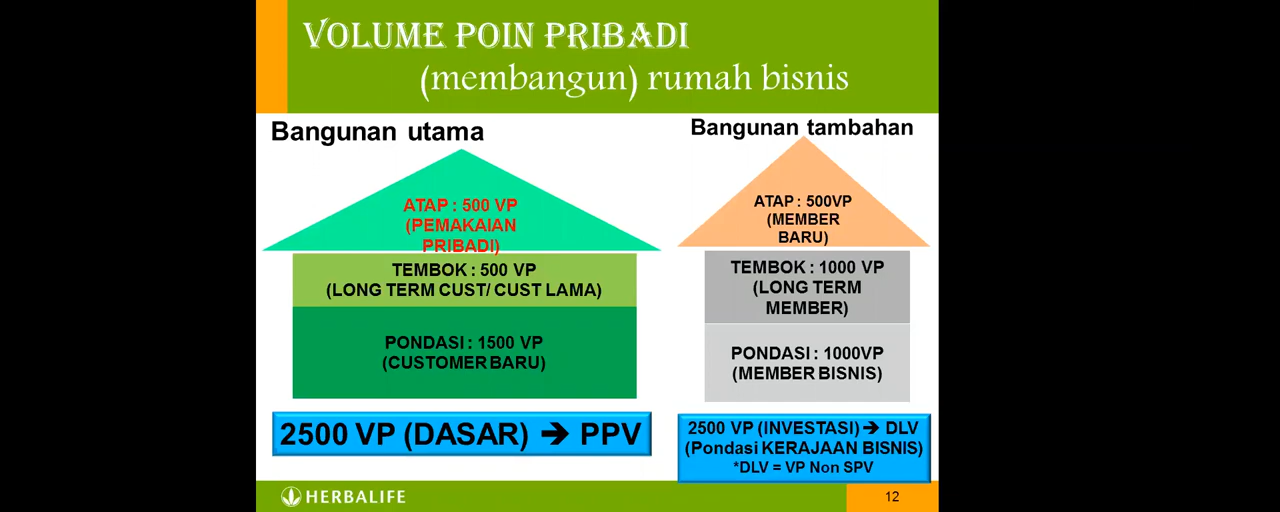 VOLUME POIN PRIBADI
(membangun) rumah bisnis
Bangunan utama
ATAP : 500 VP
(PEMAKAIAN
PRIBADI)
TEMBOK : 500 VP
(LONG TERM CUST/ CUST LAMA)
PONDASI : 1500 VP
(CUSTOMER BARU)
2500 VP (DASAR) ➔ PPV
Bangunan tambahan
ATAP : 500VP
(MEMBER
BARU)
TEMBOK : 1000 VP
(LONG TERM
MEMBER)
PONDASI : 1000VP
(MEMBER BISNIS)
2500 VP (INVESTASI) ➔ DLV
(Pondasi KERAJAAN BISNIS)
*DLV = VP Non SPV
HERBALIFE
12